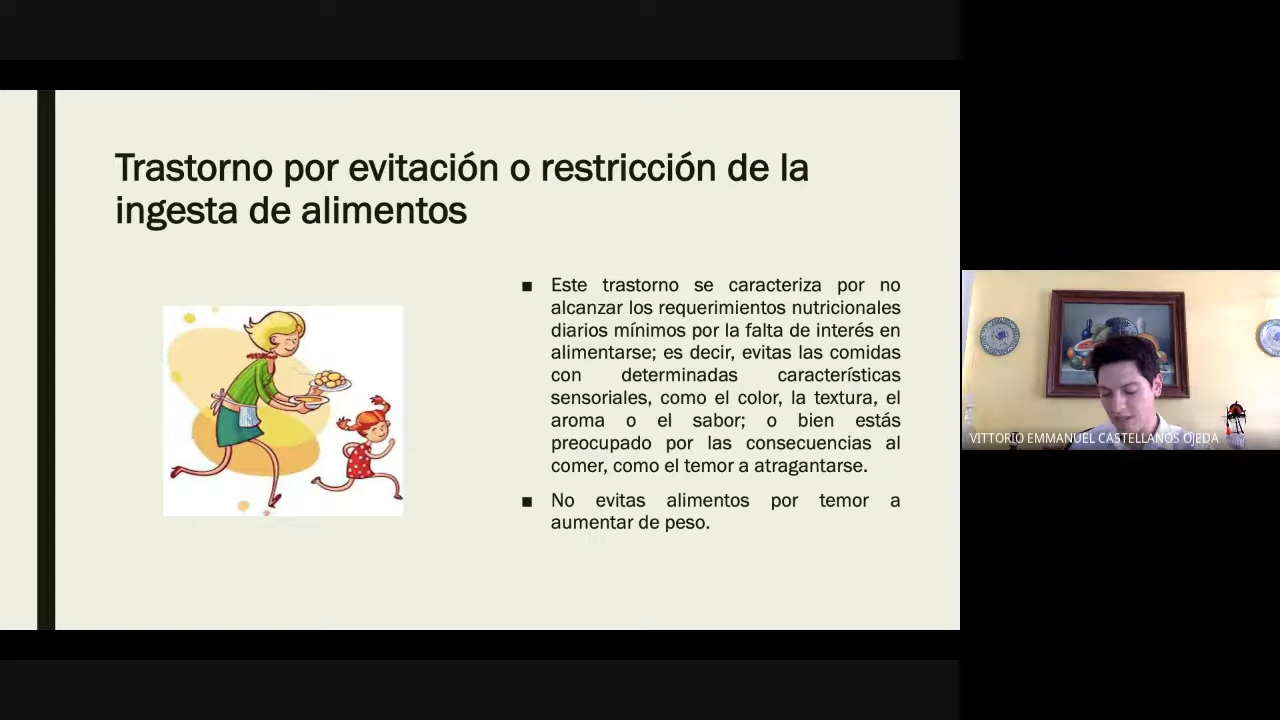 Trastorno por evitación o restricción de la
ingesta de alimentos
■ Este trastorno se caracteriza por no
alcanzar los requerimientos nutricionales
diarios mínimos por la falta de interés en
alimentarse; es decir, evitas las comidas
con determinadas características
sensoriales, como el color, la textura, el
aroma o el sabor; o bien estás
preocupado por las consecuencias al
comer, como el temor a atragantarse.
■ No evitas alimentos por temor a
aumentar de peso.
VITTORIO EMMANUEL CASTELLANOS OJEDA